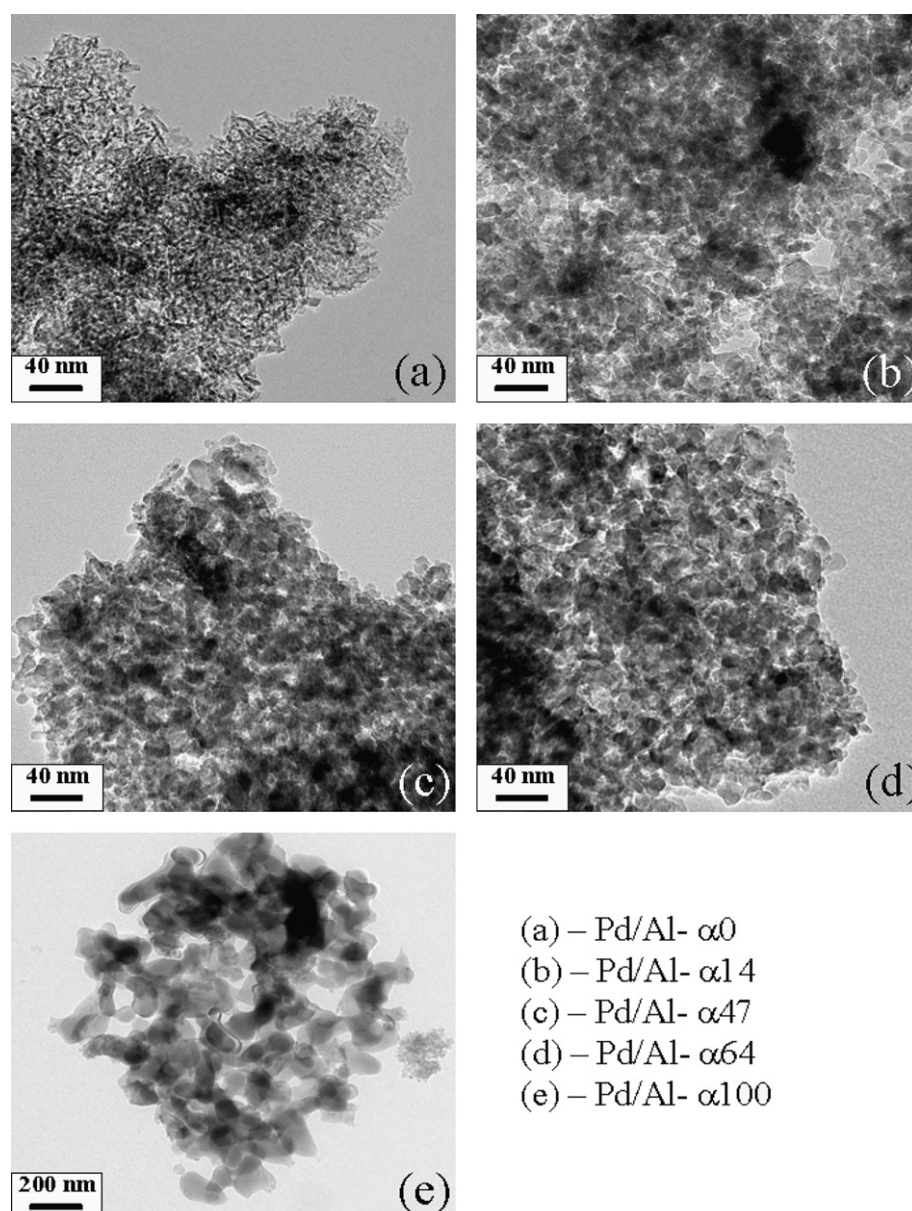 40 nm
(a)
40 nm
(b)
40 nm
(c)
40 nm
(d)
200 nm
(e)
(a) – Pd/Al- α0
(b) – Pd/Al- α14
(c) – Pd/Al- α47
(d) – Pd/Al- α64
(e) – Pd/Al- α100